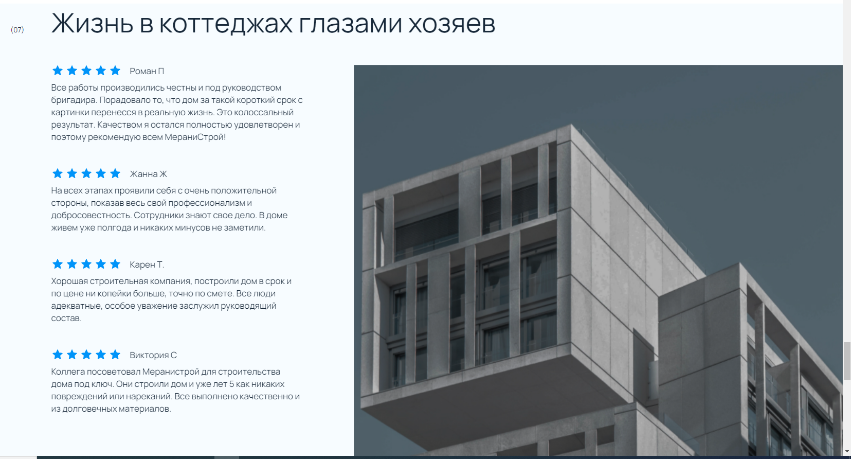 Жизнь в коттеджах глазами хозяев
(07)
Роман П
Все работы производились честны и под руководством
бригадира. Порадовало то, что дом за такой короткий срок с
картинки перенесся в реальную жизнь. Это колоссальный
результат. Качеством я остался полностью удовлетворен и
поэтому рекомендую всем МераниСтрой!
Жанна Ж
На всех этапах проявили себя с очень положительной
стороны, показав весь свой профессионализм и
добросовестность. Сотрудники знают свое дело. В доме
живем уже полгода и никаких минусов не заметили.
Карен Т.
Хорошая строительная компания, построили дом в срок и
по цене ни копейки больше, точно по смете. Все люди
адекватные, особое уважение заслужил руководящий
состав.
Виктория С
Коллега посоветовал Меранистрой для строительства
дома под ключ. Они строили дом и уже лет 5 как никаких
повреждений или нареканий. Все выполнено качественно и
из долговечных материалов.